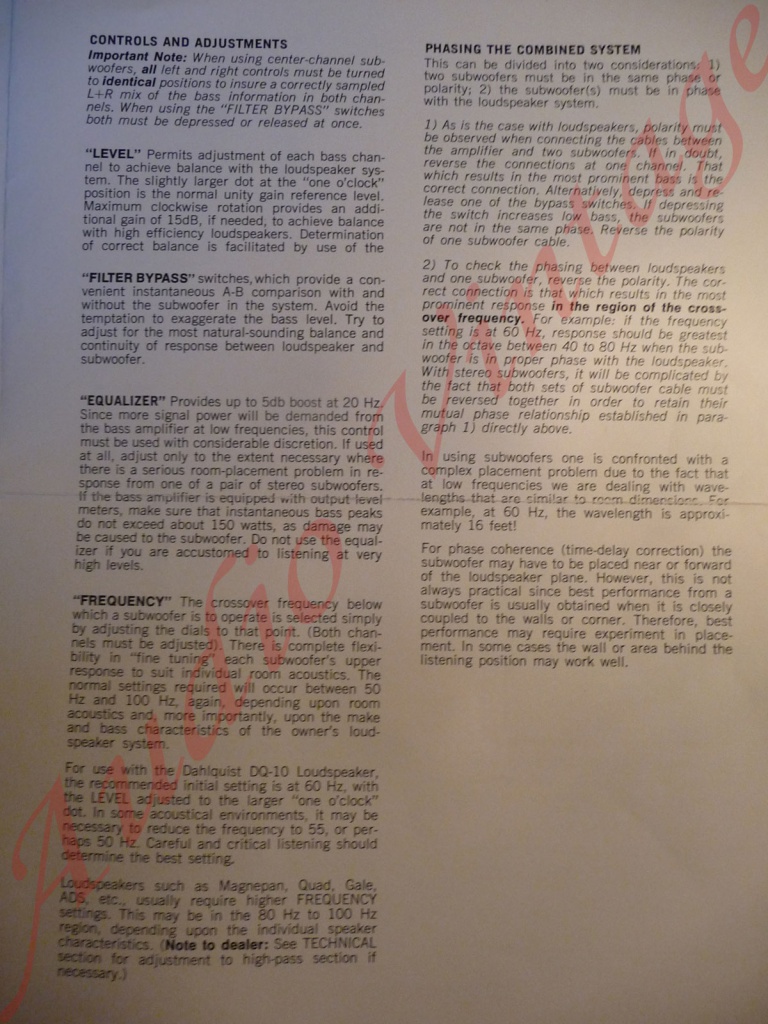 CONTROLS AND ADJUSTMENTS
Important Note: When using center-channel sub-
woofers, all left and right controls must be turned
to identical positions to insure a correctly sampled
L+R mix of the bass information in both chan-
nels. When using the "FILTER BYPASS" switches
both must be depressed or released at once.
"LEVEL" Permits adjustment of each bass chan-
nel to achieve balance with the loudspeaker sys-
tem. The slightly larger dot at the "one o'clock"
position is the normal unity gain reference level.
Maximum clockwise rotation provides an addi-
tional gain of 15dB, if needed, to achieve balance
with high efficiency loudspeakers. Determination
of correct balance is facilitated by use of the
"FILTER BYPASS" switches, which provide a con-
venient instantaneous A-B comparison with and
without the subwoofer in the system. Avoid the
temptation to exaggerate the bass level. Try to
adjust for the most natural-sounding balance and
continuity of response between loudspeaker and
subwoofer.
"EQUALIZER" Provides up to 5db boost at 20 Hz.
Since more signal power will be demanded from
the bass amplifier at low frequencies, this control
must be used with considerable discretion. If used
at all, adjust only to the extent necessary where
there is a serious room-placement problem in re-
sponse from one of a pair of stereo subwoofers.
If the bass amplifier is equipped with output level
meters, make sure that instantaneous bass peaks
do not exceed about 150 watts, as damage may
be caused to the subwoofer. Do not use the equal-
izer if you are accustomed to listening at very
high levels.
"FREQUENCY" The crossover frequency below
which a subwoofer is to operate is selected simply
by adjusting the dials to that point. (Both chan-
nels must be adjusted). There is complete flexi-
bility in "fine tuning" each subwoofer's upper
response to suit individual room acoustics. The
normal settings required will occur between 50
Hz and 100 Hz, again, depending upon room
acoustics and, more importantly, upon the make
and bass characteristics of the owner's loud-
speaker system.
For use with the Dahlquist DQ-10 Loudspeaker,
the recommended initial setting is at 60 Hz, with
the LEVEL adjusted to the larger "one o'clock"
dot. In some acoustical environments, it may be
necessary to reduce the frequency to 55, or per-
haps 50 Hz. Careful and critical listening should
determine the best setting.
Loudspeakers such as Magnepan, Quad, Gale,
ADS, etc., usually require higher FREQUENCY
settings. This may be in the 80 Hz to 100 Hz
region, depending upon the individual speaker
characteristics. (Note to dealer: See TECHNICAL
section for adjustment to high-pass section if
necessary.)
PHASING THE COMBINED SYSTEM
This can be divided into two considerations: 1)
two subwoofers must be in the same phase or
polarity; 2) the subwoofer(s) must be in phase
with the loudspeaker system.
1) As is the case with loudspeakers, polarity must
be observed when connecting the cables between
the amplifier and two subwoofers. If in doubt,
reverse the connections at one channel. That
which results in the most prominent bass is the
correct connection. Alternatively, depress and re-
lease one of the bypass switches. If depressing
the switch increases low bass, the subwoofers
are not in the same phase. Reverse the polarity
of one subwoofer cable.
2) To check the phasing between loudspeakers
and one subwoofer, reverse the polarity. The cor-
rect connection is that which results in the most
prominent response in the region of the cross-
over frequency. For example: if the frequency
setting is at 60 Hz, response should be greatest
in the octave between 40 to 80 Hz when the sub-
woofer is in proper phase with the loudspeaker.
With stereo subwoofers, it will be complicated by
the fact that both sets of subwoofer cable must
be reversed together in order to retain their
mutual phase relationship established in para-
graph 1) directly above.
In using subwoofers one is confronted with a
complex placement problem due to the fact that
at low frequencies we are dealing with wave-
lengths that are similar to room dimensions. For
example, at 60 Hz, the wavelength is approxi-
mately 16 feet!
For phase coherence (time-delay correction) the
subwoofer may have to be placed near or forward
of the loudspeaker plane. However, this is not
always practical since best performance from a
subwoofer is usually obtained when it is closely
coupled to the walls or corner. Therefore, best
performance may require experiment in place-
ment. In some cases the wall or area behind the
listening position may work well.
Audio Vintage